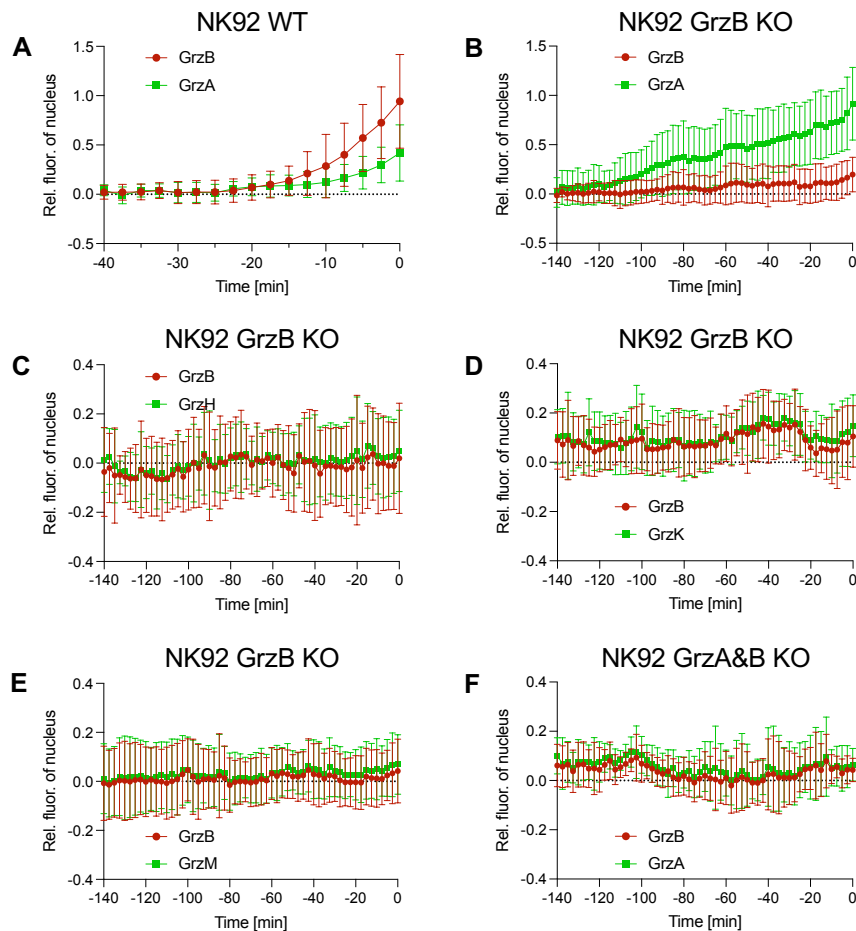 NK92 WT
A
1.5
1.0
0.5
0.0
-0.5
Rel. fluor. of nucleus
GrzB
GrzA
-40
-30
-20
-10
0
Time [min]
NK92 GrzB KO
B
1.5
1.0
0.5
0.0
-0.5
Rel. fluor. of nucleus
GrzB
GrzA
-140
-120
-100
-80
-60
-40
-20
0
Time [min]
NK92 GrzB KO
C
0.4
0.2
0.0
-0.2
-0.4
Rel. fluor. of nucleus
GrzB
GrzH
-140
-120
-100
-80
-60
-40
-20
0
Time [min]
NK92 GrzB KO
D
0.4
0.2
0.0
-0.2
-0.4
Rel. fluor. of nucleus
GrzB
GrzK
-140
-120
-100
-80
-60
-40
-20
0
Time [min]
NK92 GrzB KO
E
0.4
0.2
0.0
-0.2
-0.4
Rel. fluor. of nucleus
GrzB
GrzM
-140
-120
-100
-80
-60
-40
-20
0
Time [min]
NK92 GrzA&B KO
F
0.4
0.2
0.0
-0.2
-0.4
Rel. fluor. of nucleus
GrzB
GrzA
-140
-120
-100
-80
-60
-40
-20
0
Time [min]